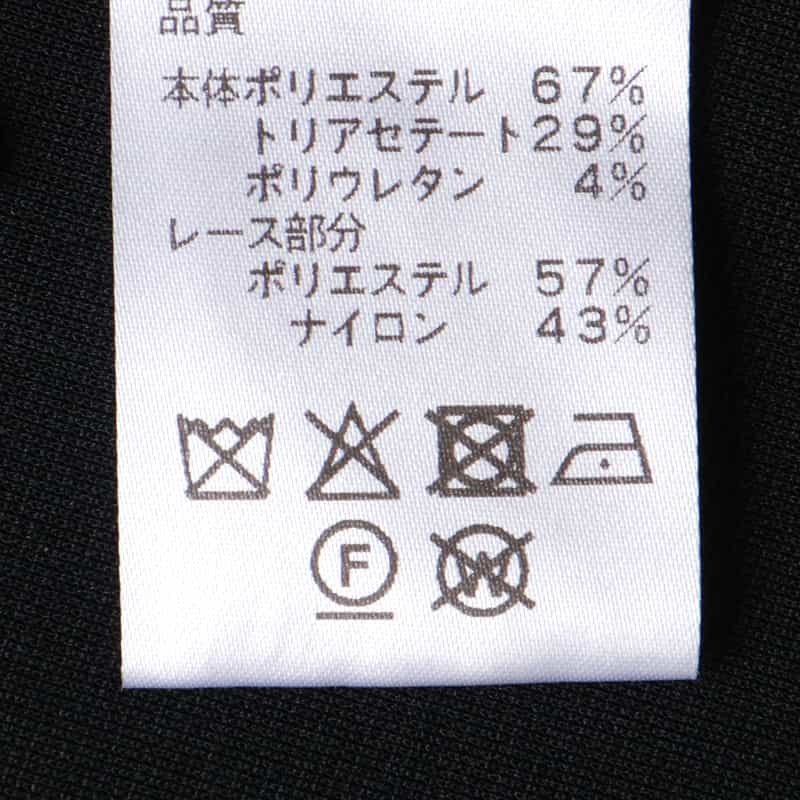 品質
本体ポリエステル 67%
トリアセテート29%
ポリウレタン 4%
レース部分
ポリエステル 57%
ナイロン 43%
F W